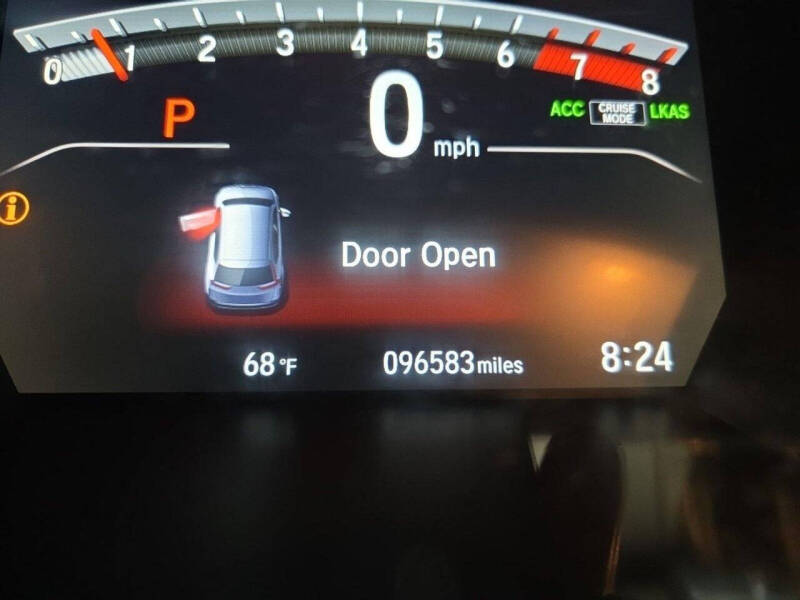 0 1 2 3 4 5 6 7 8
P
0 mph
ACC CRUISE MODE LKAS
i
Door Open
68°F
096583 miles
8:24